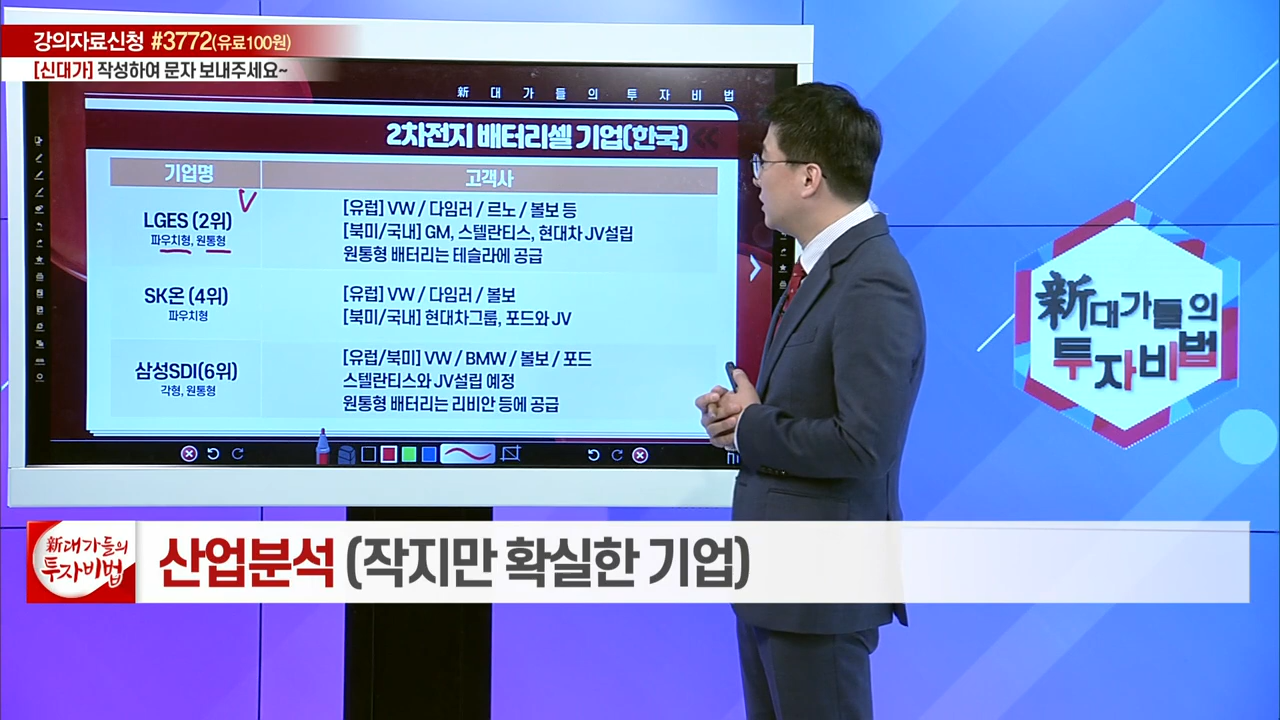 강의자료신청 #3772(유료100원)
[신대가] 작성하여 문자 보내주세요~
新 대 가 들 의 투 자 비 법
2차전지 배터리셀 기업(한국)
기업명
고객사
LGES (2위)
파우치형, 원통형
[유럽] VW / 다임러 / 르노 / 볼보 등
[북미/국내] GM, 스텔란티스, 현대차 JV설립
원통형 배터리는 테슬라에 공급
SK온 (4위)
파우치형
[유럽] VW / 다임러 / 볼보
[북미/국내] 현대차그룹, 포드와 JV
삼성SDI(6위)
각형, 원통형
[유럽/북미] VW / BMW / 볼보 / 포드
스텔란티스와 JV설립 예정
원통형 배터리는 리비안 등에 공급
新대가들의
투자비법
新대가들의
투자비법
산업분석 (작지만 확실한 기업)